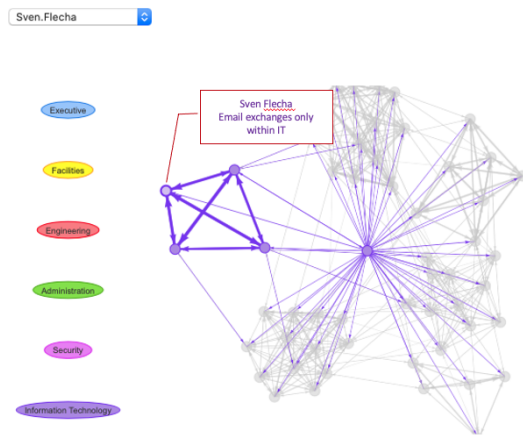 Sven.Flecha
Sven Flecha
Email exchanges only
within IT
Executive
Facilities
Engineering
Administration
Security
Information Technology